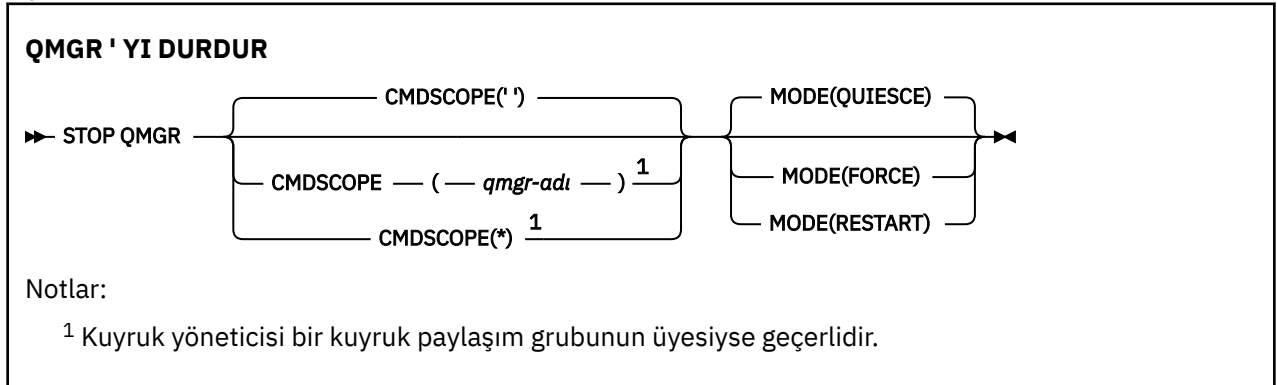 QMGR ' YI DURDUR
CMDSCOPE(' ') MODE(QUIESCE)
STOP QMGR
CMDSCOPE ( qmgr-adı ) 1 MODE(FORCE)
CMDSCOPE(*) 1 MODE(RESTART)
Notlar:
1 Kuyruk yöneticisi bir kuyruk paylaşım grubunun üyesiyse geçerlidir.